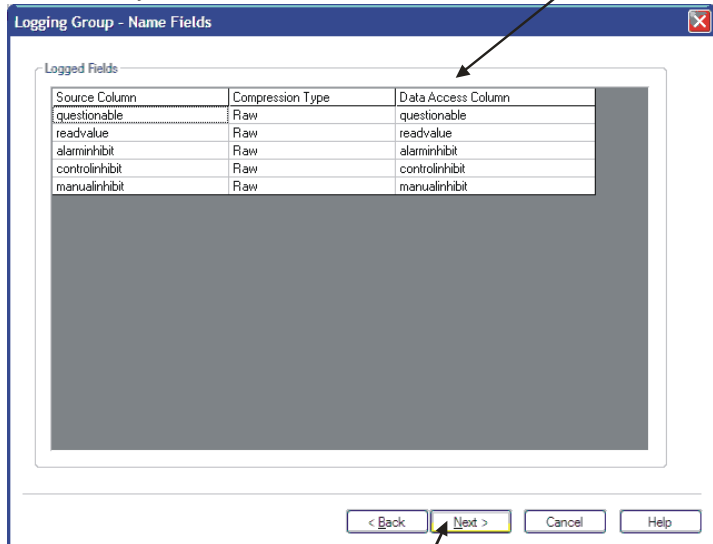 Logging Group - Name Fields
Logged Fields
Source Column Compression Type Data Access Column
questionable Raw questionable
readvalue Raw readvalue
alarminhibit Raw alarminhibit
controlinhibit Raw controlinhibit
manualinhibit Raw manualinhibit
< Back Next > Cancel Help